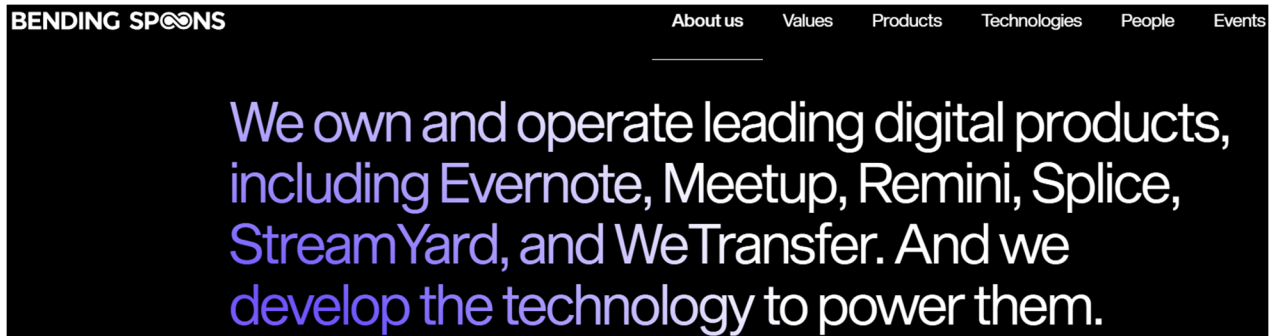 BENDING SPOONS
About us Values Products Technologies People Events
We own and operate leading digital products,
including Evernote, Meetup, Remini, Splice,
StreamYard, and WeTransfer. And we
develop the technology to power them.